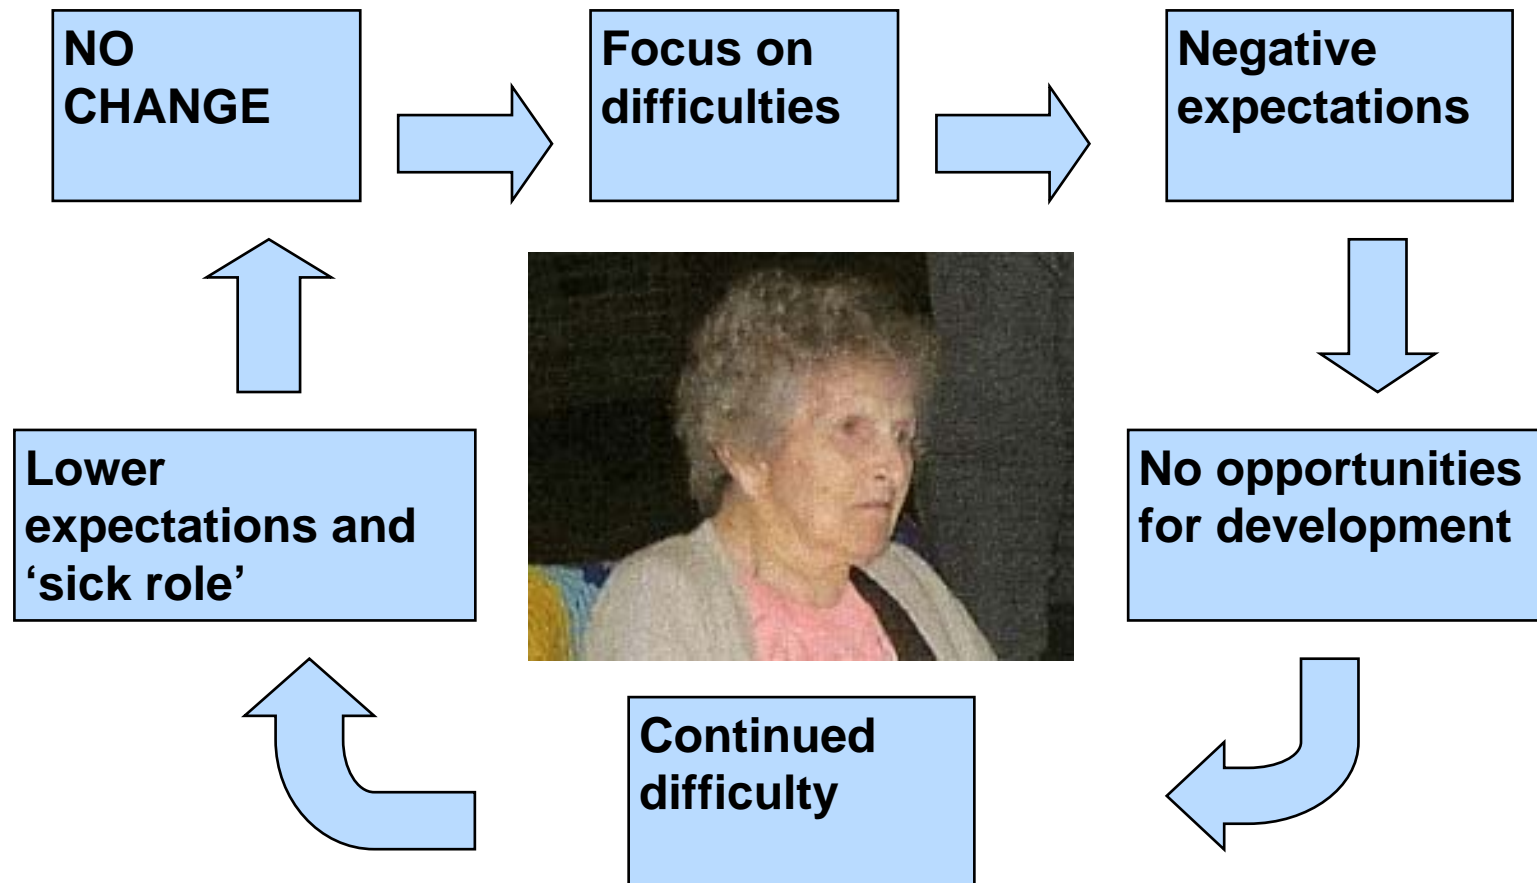 NO
CHANGE
Focus on
difficulties
Negative
expectations
No opportunities
for development
Continued
difficulty
Lower
expectations and
‘sick role’